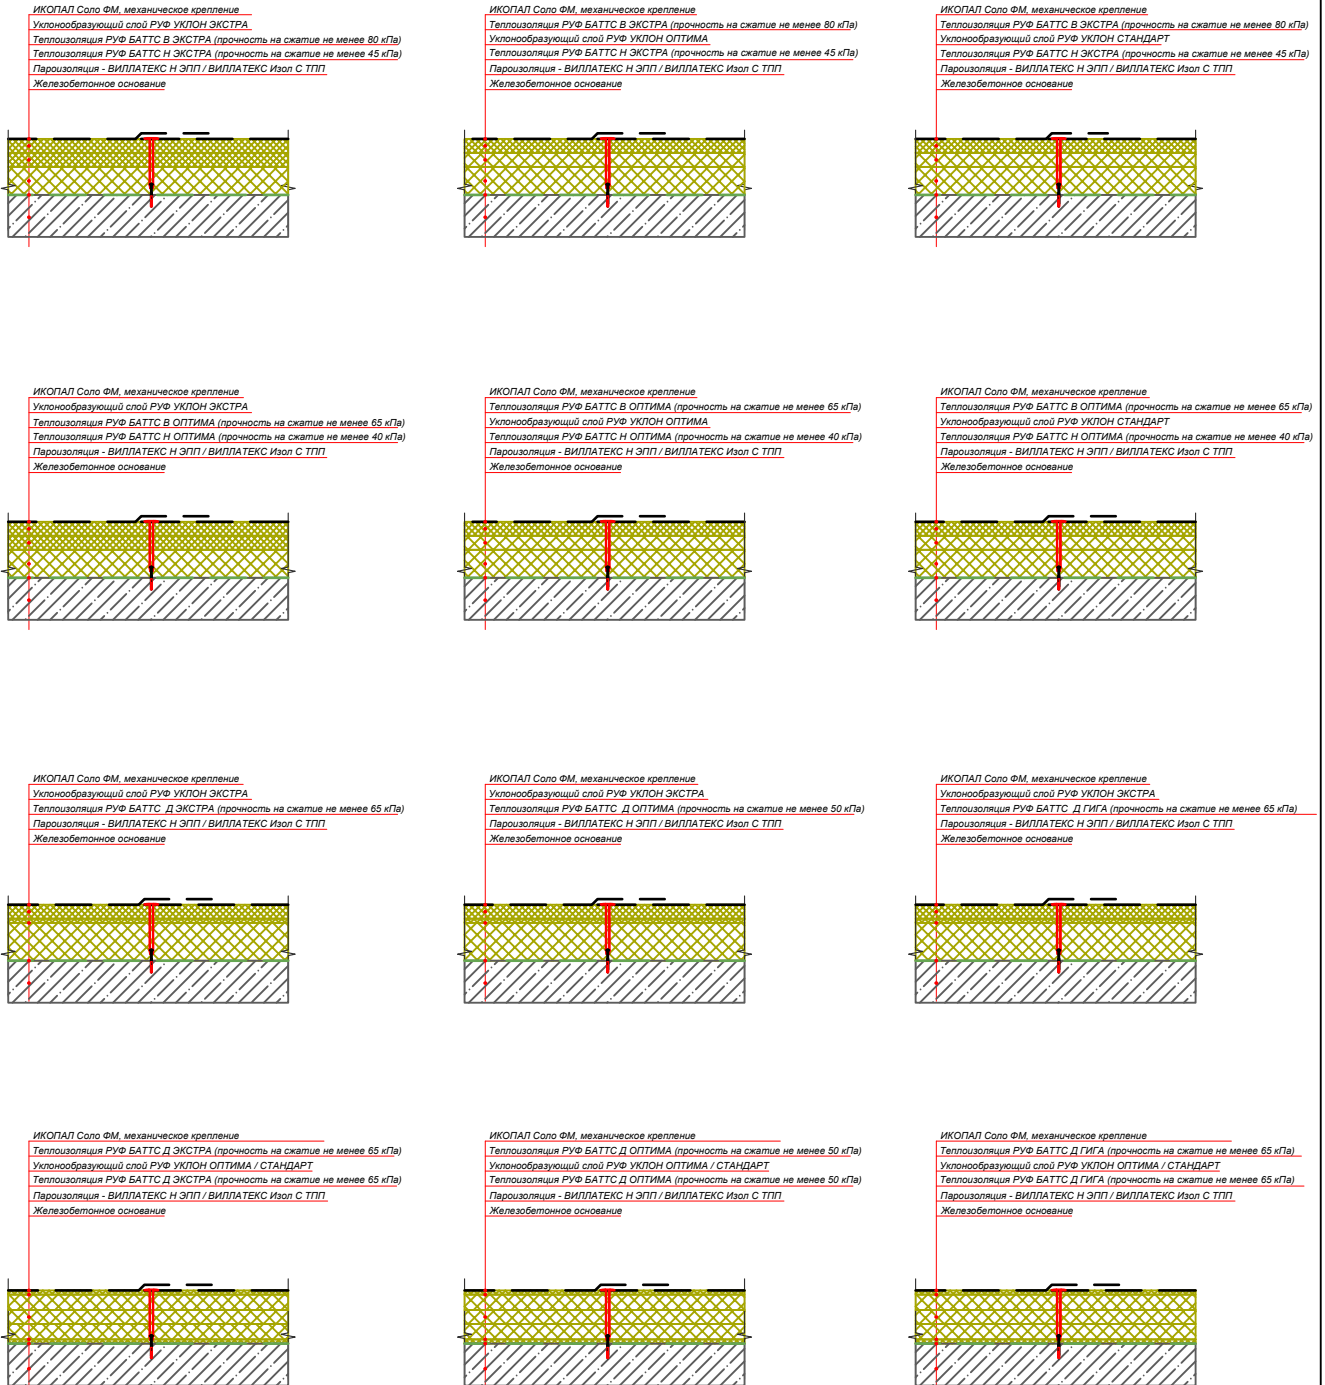 ИКОПАЛ Соло ФМ, механическое крепление
Уклонообразующий слой РУФ УКЛОН ЭКСТРА
Теплоизоляция РУФ БАТТС В ЭКСТРА (прочность на сжатие не менее 80 кПа)
Теплоизоляция РУФ БАТТС Н ЭКСТРА (прочность на сжатие не менее 45 кПа)
Пароизоляция - ВИЛЛАТЕКС Н ЭПП / ВИЛЛАТЕКС Изол С ТПП
Железобетонное основание
ИКОПАЛ Соло ФМ, механическое крепление
Теплоизоляция РУФ БАТТС В ЭКСТРА (прочность на сжатие не менее 80 кПа)
Уклонообразующий слой РУФ УКЛОН ОПТИМА
Теплоизоляция РУФ БАТТС Н ЭКСТРА (прочность на сжатие не менее 45 кПа)
Пароизоляция - ВИЛЛАТЕКС Н ЭПП / ВИЛЛАТЕКС Изол С ТПП
Железобетонное основание
ИКОПАЛ Соло ФМ, механическое крепление
Теплоизоляция РУФ БАТТС В ЭКСТРА (прочность на сжатие не менее 80 кПа)
Уклонообразующий слой РУФ УКЛОН СТАНДАРТ
Теплоизоляция РУФ БАТТС Н ЭКСТРА (прочность на сжатие не менее 45 кПа)
Пароизоляция - ВИЛЛАТЕКС Н ЭПП / ВИЛЛАТЕКС Изол С ТПП
Железобетонное основание
ИКОПАЛ Соло ФМ, механическое крепление
Уклонообразующий слой РУФ УКЛОН ЭКСТРА
Теплоизоляция РУФ БАТТС В ОПТИМА (прочность на сжатие не менее 65 кПа)
Теплоизоляция РУФ БАТТС Н ОПТИМА (прочность на сжатие не менее 40 кПа)
Пароизоляция - ВИЛЛАТЕКС Н ЭПП / ВИЛЛАТЕКС Изол С ТПП
Железобетонное основание
ИКОПАЛ Соло ФМ, механическое крепление
Теплоизоляция РУФ БАТТС В ОПТИМА (прочность на сжатие не менее 65 кПа)
Уклонообразующий слой РУФ УКЛОН ОПТИМА
Теплоизоляция РУФ БАТТС Н ОПТИМА (прочность на сжатие не менее 40 кПа)
Пароизоляция - ВИЛЛАТЕКС Н ЭПП / ВИЛЛАТЕКС Изол С ТПП
Железобетонное основание
ИКОПАЛ Соло ФМ, механическое крепление
Теплоизоляция РУФ БАТТС В ОПТИМА (прочность на сжатие не менее 65 кПа)
Уклонообразующий слой РУФ УКЛОН СТАНДАРТ
Теплоизоляция РУФ БАТТС Н ОПТИМА (прочность на сжатие не менее 40 кПа)
Пароизоляция - ВИЛЛАТЕКС Н ЭПП / ВИЛЛАТЕКС Изол С ТПП
Железобетонное основание
ИКОПАЛ Соло ФМ, механическое крепление
Уклонообразующий слой РУФ УКЛОН ЭКСТРА
Теплоизоляция РУФ БАТТС Д ЭКСТРА (прочность на сжатие не менее 65 кПа)
Пароизоляция - ВИЛЛАТЕКС Н ЭПП / ВИЛЛАТЕКС Изол С ТПП
Железобетонное основание
ИКОПАЛ Соло ФМ, механическое крепление
Уклонообразующий слой РУФ УКЛОН ЭКСТРА
Теплоизоляция РУФ БАТТС Д ОПТИМА (прочность на сжатие не менее 50 кПа)
Пароизоляция - ВИЛЛАТЕКС Н ЭПП / ВИЛЛАТЕКС Изол С ТПП
Железобетонное основание
ИКОПАЛ Соло ФМ, механическое крепление
Уклонообразующий слой РУФ УКЛОН ЭКСТРА
Теплоизоляция РУФ БАТТС Д ГИГА (прочность на сжатие не менее 65 кПа)
Пароизоляция - ВИЛЛАТЕКС Н ЭПП / ВИЛЛАТЕКС Изол С ТПП
Железобетонное основание
ИКОПАЛ Соло ФМ, механическое крепление
Теплоизоляция РУФ БАТТС Д ЭКСТРА (прочность на сжатие не менее 65 кПа)
Уклонообразующий слой РУФ УКЛОН ОПТИМА / СТАНДАРТ
Теплоизоляция РУФ БАТТС Д ЭКСТРА (прочность на сжатие не менее 65 кПа)
Пароизоляция - ВИЛЛАТЕКС Н ЭПП / ВИЛЛАТЕКС Изол С ТПП
Железобетонное основание
ИКОПАЛ Соло ФМ, механическое крепление
Теплоизоляция РУФ БАТТС Д ОПТИМА (прочность на сжатие не менее 50 кПа)
Уклонообразующий слой РУФ УКЛОН ОПТИМА / СТАНДАРТ
Теплоизоляция РУФ БАТТС Д ОПТИМА (прочность на сжатие не менее 50 кПа)
Пароизоляция - ВИЛЛАТЕКС Н ЭПП / ВИЛЛАТЕКС Изол С ТПП
Железобетонное основание
ИКОПАЛ Соло ФМ, механическое крепление
Теплоизоляция РУФ БАТТС Д ГИГА (прочность на сжатие не менее 65 кПа)
Уклонообразующий слой РУФ УКЛОН ОПТИМА / СТАНДАРТ
Теплоизоляция РУФ БАТТС Д ГИГА (прочность на сжатие не менее 65 кПа)
Пароизоляция - ВИЛЛАТЕКС Н ЭПП / ВИЛЛАТЕКС Изол С ТПП
Железобетонное основание